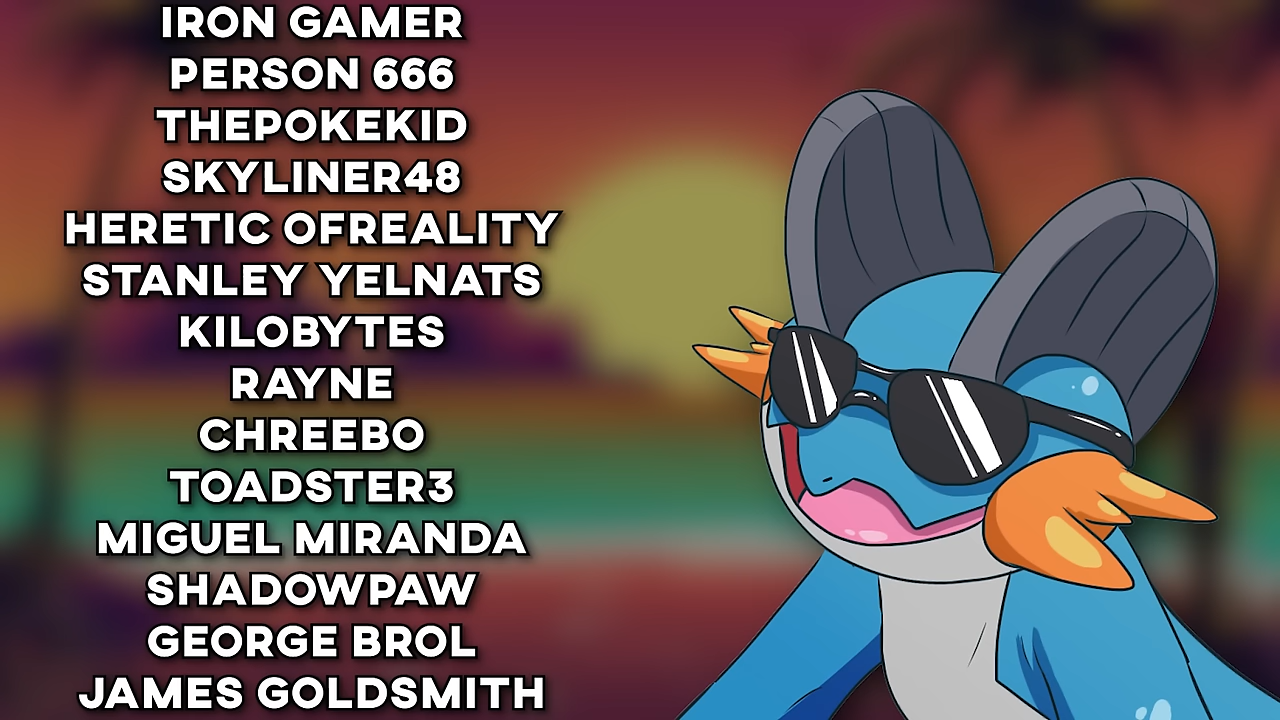 IRON GAMER
PERSON 666
THEPOKEKID
SKYLINER48
HERETIC OFREALITY
STANLEY YELNATS
KILOBYTES
RAYNE
CHREEBO
TOADSTER3
MIGUEL MIRANDA
SHADOWPAW
GEORGE BROL
JAMES GOLDSMITH